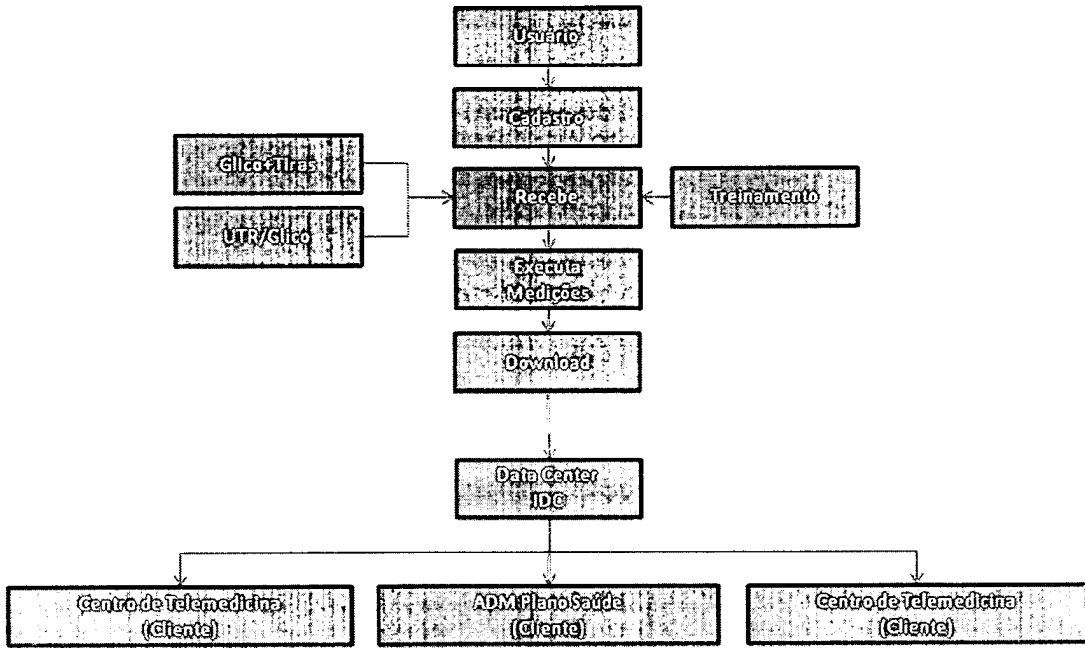 Usuário
Cadastro
Glico+Tiras
Recebe
Treinamento
UTR/Glico
Executa
Medições
Download
Data Center
IDC
Centro de Telemedicina
(Cliente)
ADM Plano Saúde
(Cliente)
Centro de Telemedicina
(Cliente)